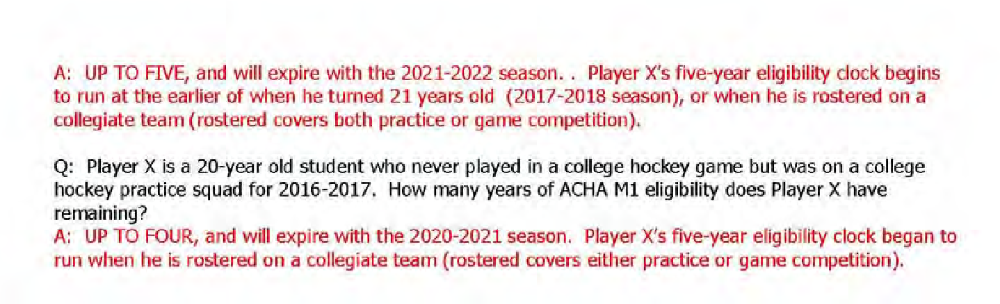 A:  UP TO FIVE, and will expire with the 2021-2022 season. .  Player X's five-year eligibility clock begins
to run at the earlier of when he turned 21 years old  (2017-2018 season), or when he is rostered on a
collegiate team (rostered covers both practice or game competition).
Q:  Player X is a 20-year old student who never played in a college hockey game but was on a college
hockey practice squad for 2016-2017.  How many years of ACHA M1 eligibility does Player X have
remaining?
A:  UP TO FOUR, and will expire with the 2020-2021 season.  Player X's five-year eligibility clock began to
run when he is rostered on a collegiate team (rostered covers either practice or game competition).